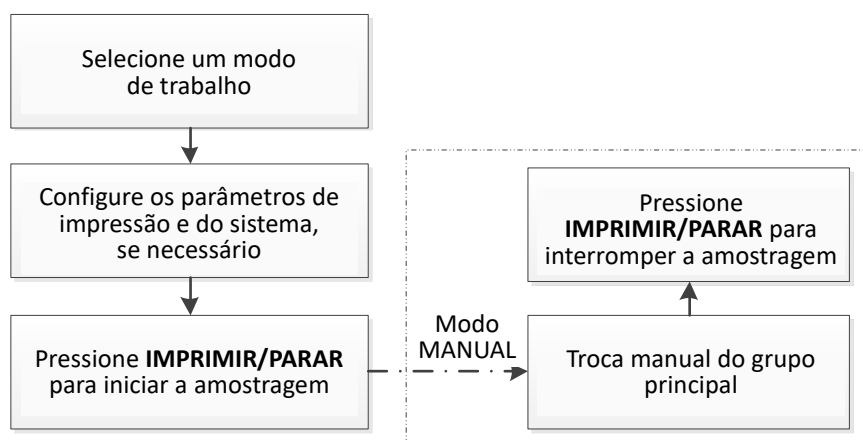 Selecione um modo
de trabalho
Configure os parâmetros de
impressão e do sistema,
se necessário
Pressione IMPRIMIR/PARAR
para iniciar a amostragem
Modo
MANUAL
Troca manual do grupo
principal
Pressione
IMPRIMIR/PARAR para
interromper a amostragem